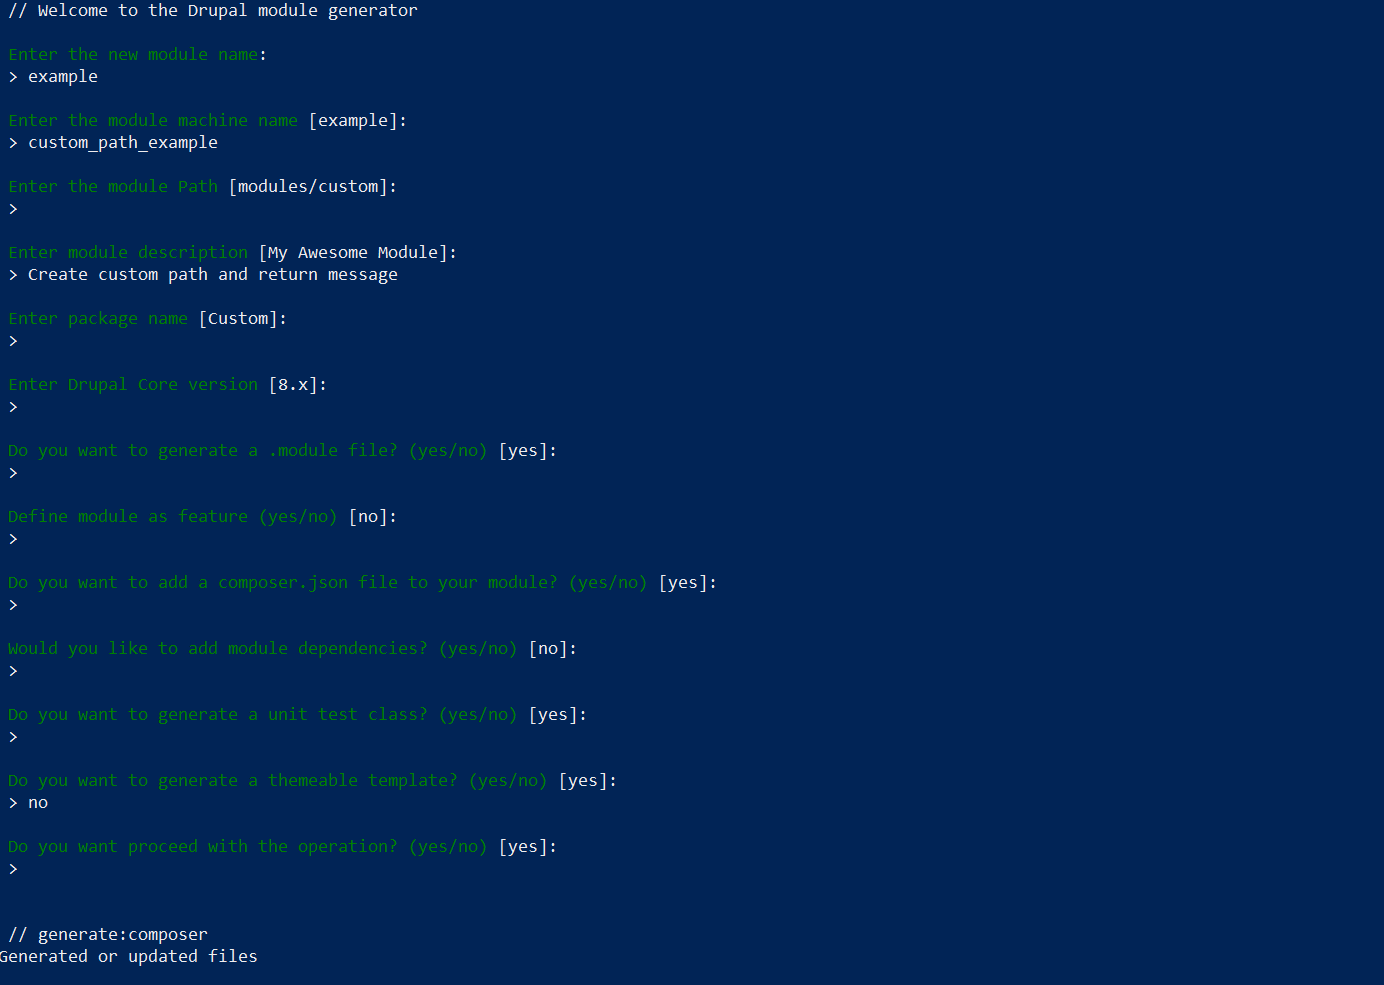 // Welcome to the Drupal module generator
Enter the new module name:
> example
Enter the module machine name [example]:
> custom_path_example
Enter the module Path [modules/custom]:
>
Enter module description [My Awesome Module]:
> Create custom path and return message
Enter package name [Custom]:
>
Enter Drupal Core version [8.x]:
>
Do you want to generate a .module file? (yes/no) [yes]:
>
Define module as feature (yes/no) [no]:
>
Do you want to add a composer.json file to your module? (yes/no) [yes]:
>
Would you like to add module dependencies? (yes/no) [no]:
>
Do you want to generate a unit test class? (yes/no) [yes]:
>
Do you want to generate a themeable template? (yes/no) [yes]:
> no
Do you want proceed with the operation? (yes/no) [yes]:
>
// generate:composer
Generated or updated files